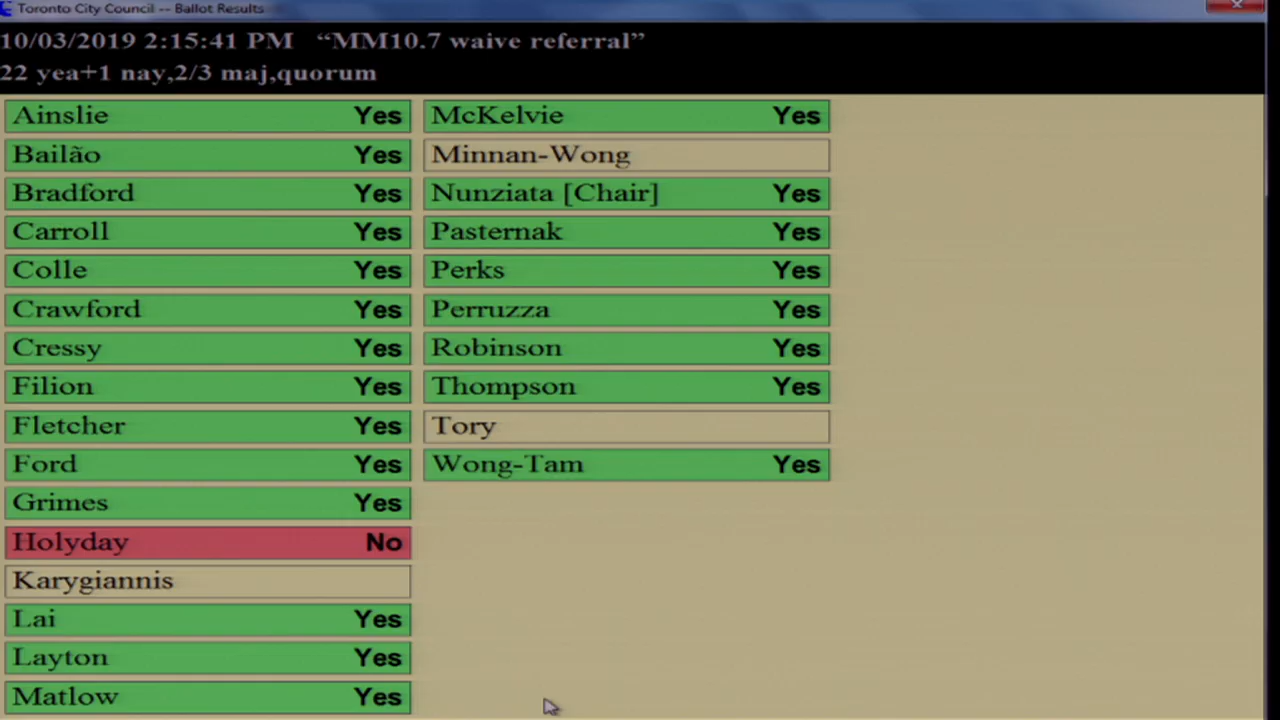 Toronto City Council -- Ballot Results
10/03/2019 2:15:41 PM “MM10.7 waive referral”
22 yea+1 nay,2/3 maj,quorum
Ainslie Yes
Bailão Yes
Bradford Yes
Carroll Yes
Colle Yes
Crawford Yes
Cressy Yes
Filion Yes
Fletcher Yes
Ford Yes
Grimes Yes
Holyday No
Karygiannis
Lai Yes
Layton Yes
Matlow Yes
McKelvie Yes
Minnan-Wong
Nunziata [Chair] Yes
Pasternak Yes
Perks Yes
Perruzza Yes
Robinson Yes
Thompson Yes
Tory
Wong-Tam Yes